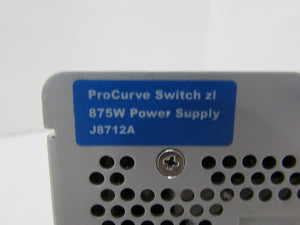 ProCurve Switch zl
875W Power Supply
J8712A